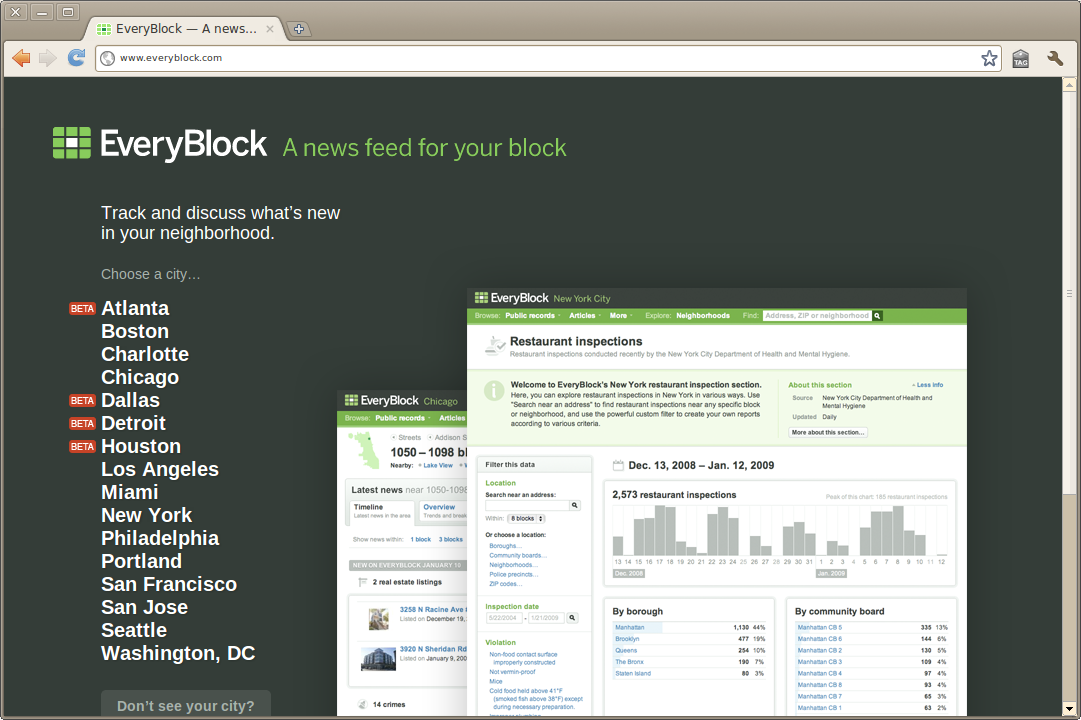 EveryBlock — A news...
www.everyblock.com
TAG
EveryBlock A news feed for your block
Track and discuss what's new
in your neighborhood.
Choose a city…
BETA Atlanta
Boston
Charlotte
Chicago
BETA Dallas
BETA Detroit
BETA Houston
Los Angeles
Miami
New York
Philadelphia
Portland
San Francisco
San Jose
Seattle
Washington, DC
Don't see your city?
EveryBlock Chicago
Browse: Public records Articles
Streets Addison S
1050 – 1098 bl
Nearby: Lake View
Latest news near 1050-1098
Timeline
Latest news in the area
Overview
Trends and break
Show news within: 1 block 3 blocks
NEW ON EVERYBLOCK JANUARY 10
2 real estate listings
3258 N Racine Ave
Listed on December 19,
3920 N Sheridan Rd
Listed on January 9, 200
14 crimes
EveryBlock New York City
Browse: Public records Articles More Explore: Neighborhoods Find: Address, ZIP or neighborhood
Restaurant inspections
Restaurant inspections conducted recently by the New York City Department of Health and Mental Hygiene.
Welcome to EveryBlock's New York restaurant inspection section.
Here, you can explore restaurant inspections in New York in various ways. Use
"Search near an address" to find restaurant inspections near any specific block
or neighborhood, and use the powerful custom filter to create your own reports
according to various criteria.
About this section – Less info
Source New York City Department of Health and
Mental Hygiene
Updated Daily
More about this section…
Filter this data
Location
Search near an address:
Within: 8 blocks
Or choose a location:
Boroughs…
Community boards…
Neighborhoods…
Police precincts…
ZIP codes…
Inspection date
5/22/2004 - 1/21/2009
Violation
Non-food contact surface
improperly constructed
Not vermin-proof
Mice
Cold food held above 41°F
(smoked fish above 38°F) except
during necessary preparation.
Dec. 13, 2008 – Jan. 12, 2009
2,573 restaurant inspections
Peak of this chart: 185 restaurant inspections
13 14 15 16 17 18 19 20 21 22 23 24 25 26 27 28 29 30 31 1 2 3 4 5 6 7 8 9 10 11 12
Dec. 2008 Jan. 2009
By borough
Manhattan 1,130 44%
Brooklyn 477 19%
Queens 254 10%
The Bronx 190 7%
Staten Island 80 3%
By community board
Manhattan CB 5 335 13%
Manhattan CB 6 144 6%
Manhattan CB 2 130 5%
Manhattan CB 3 109 4%
Manhattan CB 4 97 4%
Manhattan CB 8 93 4%
Manhattan CB 7 65 3%
Manhattan CB 1 63 2%